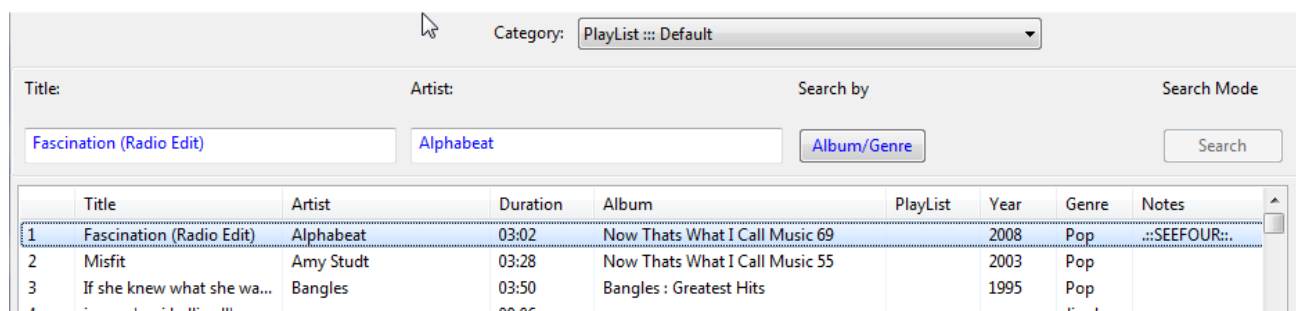 Category: PlayList ::: Default
Title: Artist: Search by Search Mode
Fascination (Radio Edit) Alphabeat Album/Genre Search
Title Artist Duration Album PlayList Year Genre Notes
1 Fascination (Radio Edit) Alphabeat 03:02 Now Thats What I Call Music 69 2008 Pop .::SEEFOUR::.
2 Misfit Amy Studt 03:28 Now Thats What I Call Music 55 2003 Pop
3 If she knew what she wa... Bangles 03:50 Bangles : Greatest Hits 1995 Pop